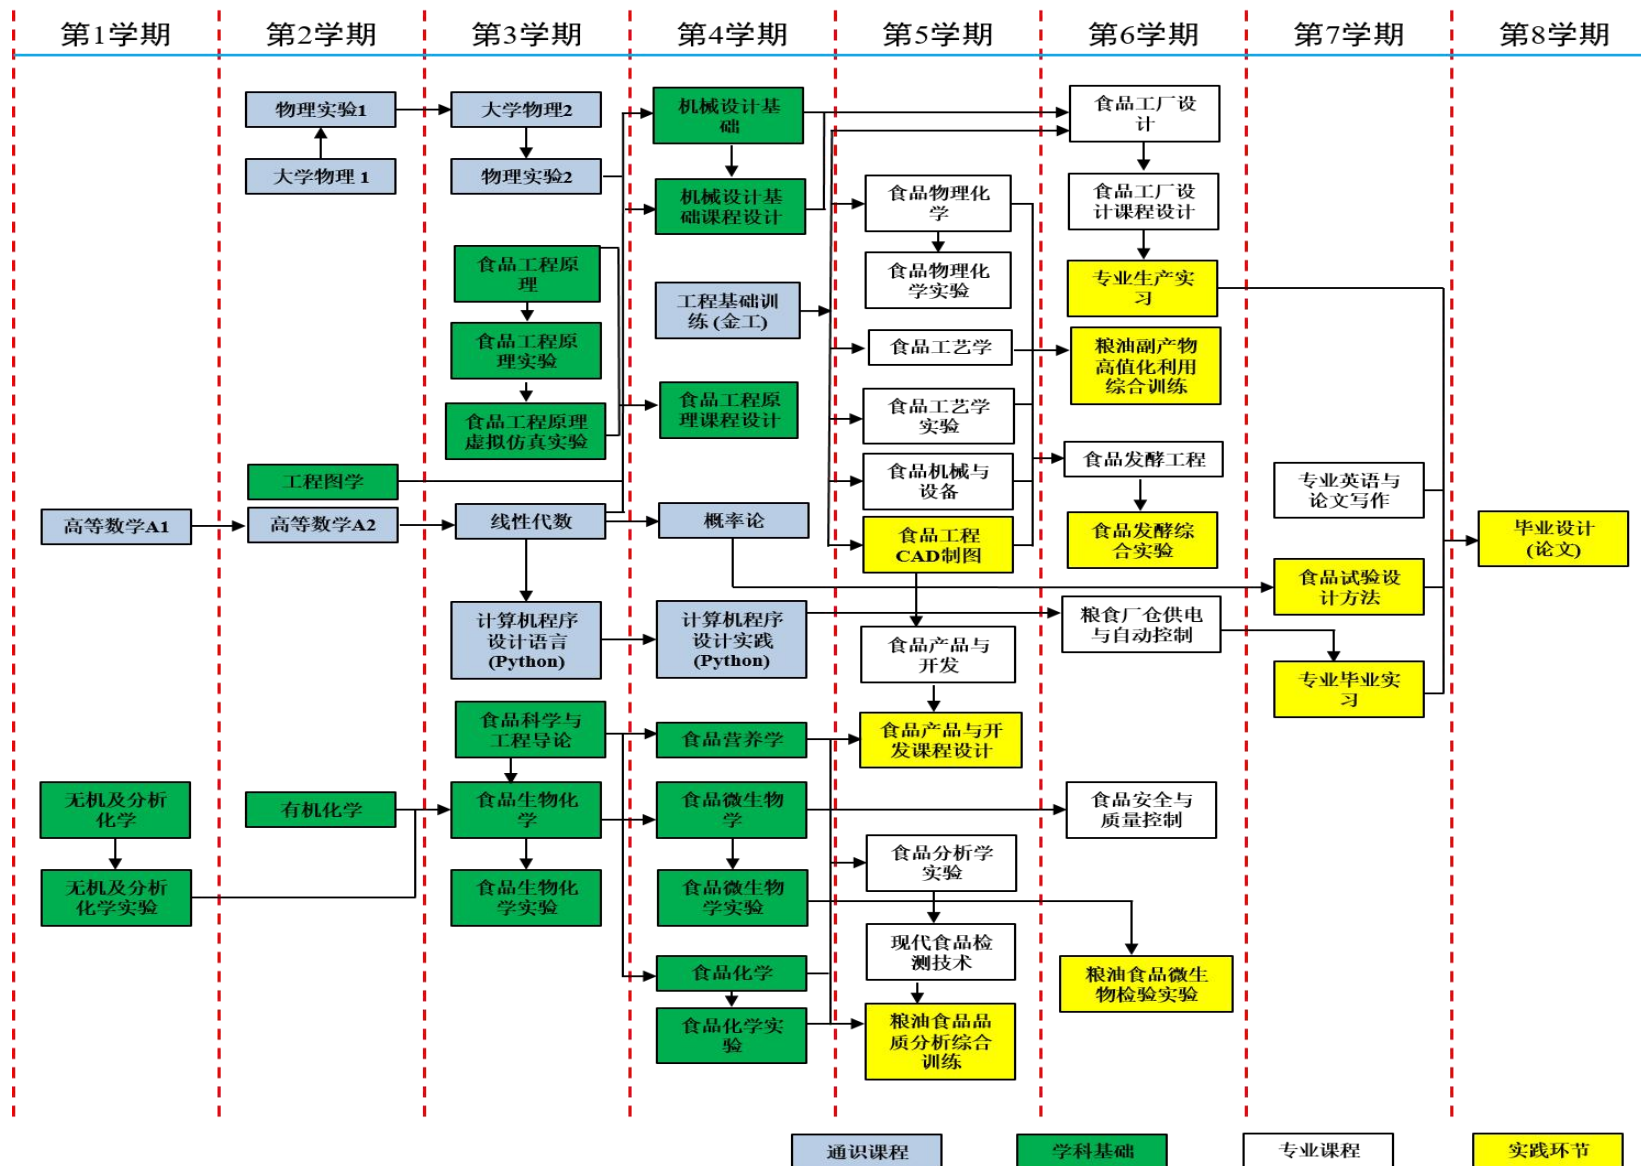 第1学期
第2学期
第3学期
第4学期
第5学期
第6学期
第7学期
第8学期
高等数学A1
无机及分析
化学
无机及分析
化学实验
物理实验1
大学物理 1
工程图学
高等数学A2
有机化学
大学物理2
物理实验2
食品工程原
理
食品工程原
理实验
食品工程原理
虚拟仿真实验
线性代数
计算机程序
设计语言
(Python)
食品科学与
工程导论
食品生物化
学
食品生物化
学实验
机械设计基
础
机械设计基
础课程设计
工程基础训
练 (金工)
食品工程原
理课程设计
概率论
计算机程序
设计实践
(Python)
食品营养学
食品微生物
学
食品微生物
学实验
食品化学
食品化学实
验
食品物理化
学
食品物理化
学实验
食品工艺学
食品工艺学
实验
食品机械与
设备
食品工程
CAD制图
食品产品与
开发
食品产品与开
发课程设计
食品分析学
实验
现代食品检
测技术
粮油食品品
质分析综合
训练
食品工厂设
计
食品工厂设
计课程设计
专业生产实
习
粮油副产物
高值化利用
综合训练
食品发酵工程
食品发酵综
合实验
粮食厂仓供电
与自动控制
食品安全与
质量控制
粮油食品微生
物检验实验
专业英语与
论文写作
食品试验设
计方法
专业毕业实
习
毕业设计
(论文)
通识课程
学科基础
专业课程
实践环节